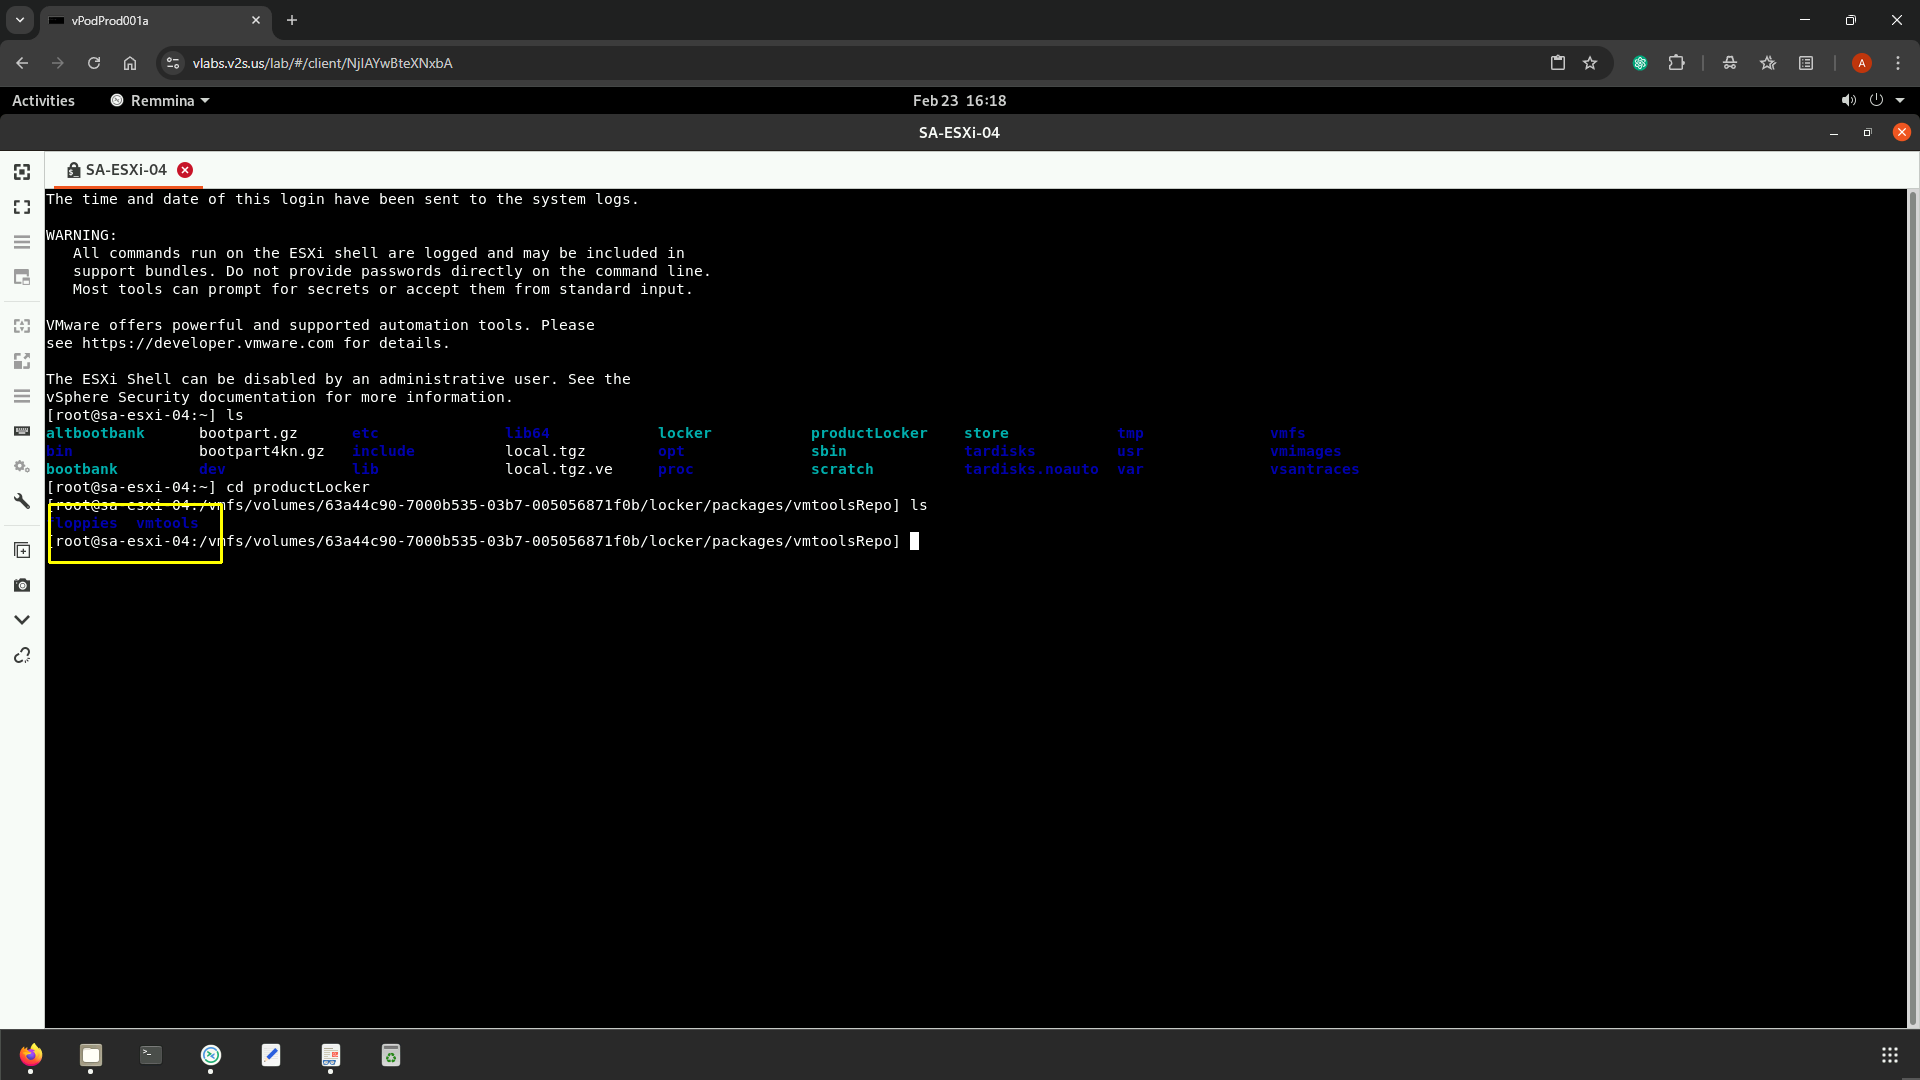 vPodProd001a
vlabs.v2s.us/lab/#/client/NjIAYwBteXNxbA
A
Activities Remmina Feb 23 16:18
SA-ESXi-04
SA-ESXi-04
The time and date of this login have been sent to the system logs.
WARNING:
All commands run on the ESXi shell are logged and may be included in
support bundles. Do not provide passwords directly on the command line.
Most tools can prompt for secrets or accept them from standard input.
VMware offers powerful and supported automation tools. Please
see https://developer.vmware.com for details.
The ESXi Shell can be disabled by an administrative user. See the
vSphere Security documentation for more information.
[root@sa-esxi-04:~] ls
altbootbank bootpart.gz etc lib64 locker productLocker store tmp vmfs
bin bootpart4kn.gz include local.tgz opt sbin tardisks usr vmimages
bootbank dev lib local.tgz.ve proc scratch tardisks.noauto var vsantraces
[root@sa-esxi-04:~] cd productLocker
[root@sa-esxi-04:/vmfs/volumes/63a44c90-7000b535-03b7-005056871f0b/locker/packages/vmtoolsRepo] ls
floppies vmtools
[root@sa-esxi-04:/vmfs/volumes/63a44c90-7000b535-03b7-005056871f0b/locker/packages/vmtoolsRepo]